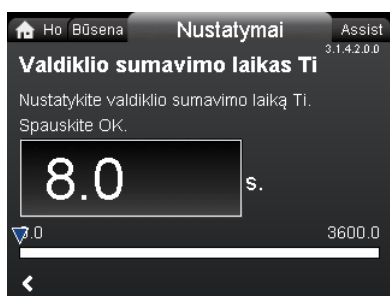 Ho Būsena Nustatymai Assist
3.1.4.2.0.0
Valdiklio sumavimo laikas Ti
Nustatykite valdiklio sumavimo laiką Ti.
Spauskite OK.
8.0 s.
.0 3600.0